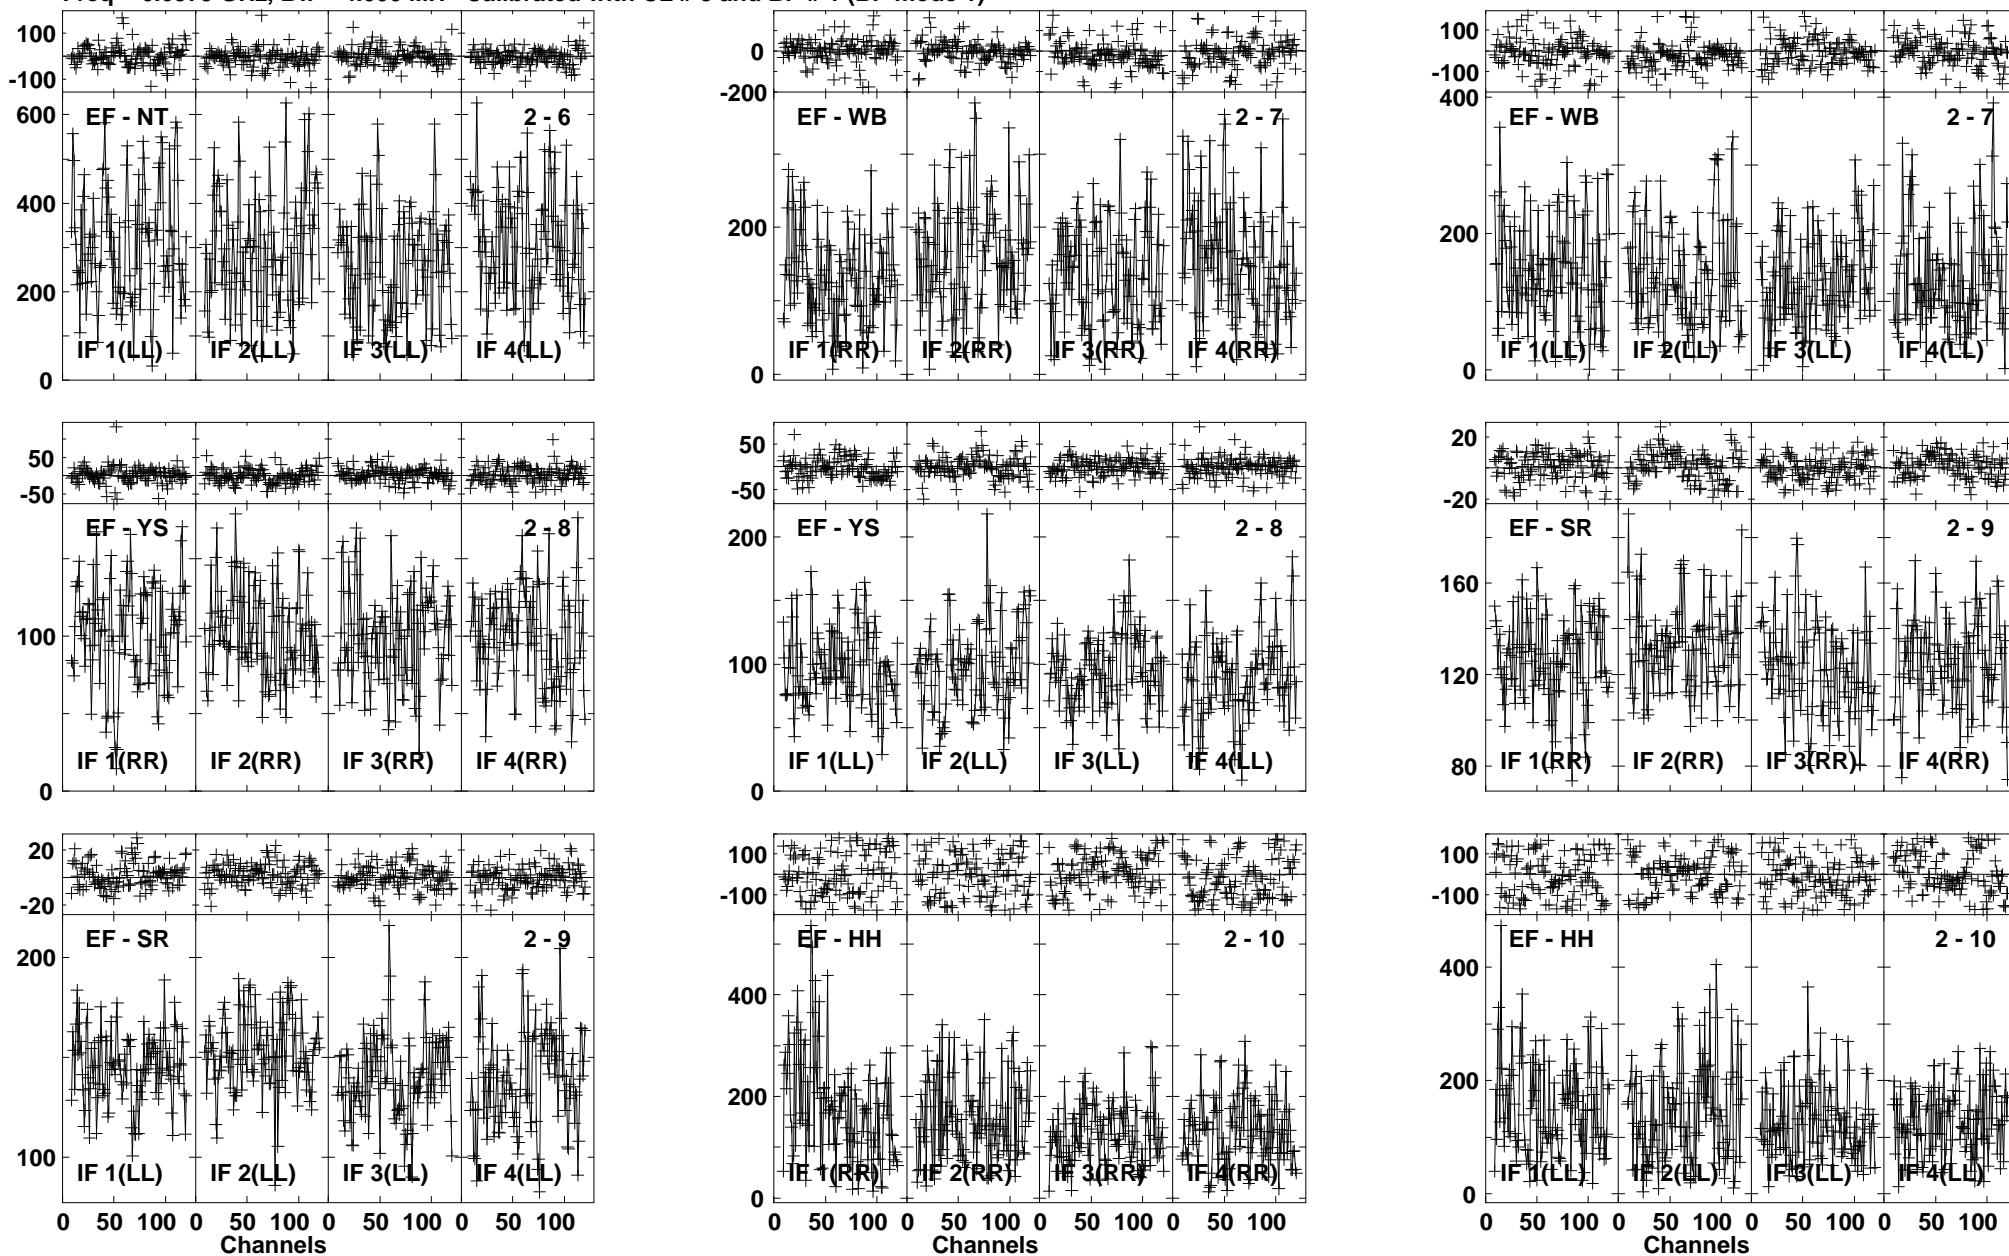 100
-100
600
400
200
0
EF - NT
2 - 6
IF 1(LL)
IF 2(LL)
IF 3(LL)
IF 4(LL)
0
-200
200
0
EF - WB
2 - 7
IF 1(RR)
IF 2(RR)
IF 3(RR)
IF 4(RR)
100
-100
400
200
0
EF - WB
2 - 7
IF 1(LL)
IF 2(LL)
IF 3(LL)
IF 4(LL)
50
-50
100
0
EF - YS
2 - 8
IF 1(RR)
IF 2(RR)
IF 3(RR)
IF 4(RR)
50
-50
200
100
0
EF - YS
2 - 8
IF 1(LL)
IF 2(LL)
IF 3(LL)
IF 4(LL)
20
-20
160
120
80
EF - SR
2 - 9
IF 1(RR)
IF 2(RR)
IF 3(RR)
IF 4(RR)
20
-20
200
100
EF - SR
2 - 9
IF 1(LL)
IF 2(LL)
IF 3(LL)
IF 4(LL)
0 50 100 0 50 100 0 50 100 0 50 100
Channels
100
-100
400
200
0
EF - HH
2 - 10
IF 1(RR)
IF 2(RR)
IF 3(RR)
IF 4(RR)
0 50 100 0 50 100 0 50 100 0 50 100
Channels
100
-100
400
200
0
EF - HH
2 - 10
IF 1(LL)
IF 2(LL)
IF 3(LL)
IF 4(LL)
0 50 100 0 50 100 0 50 100 0 50 100
Channels